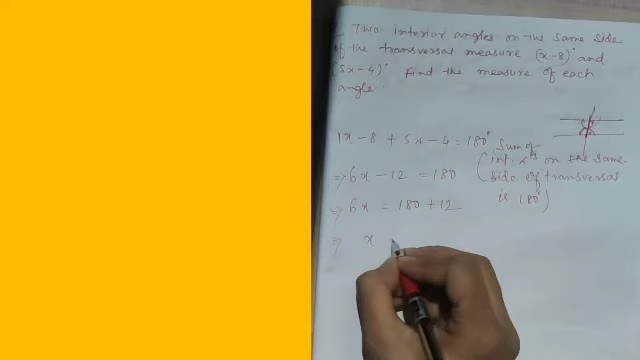 Two interior angles on the same side
of the transversal measure (x-8)° and
(5x-4)° Find the measure of each
angle.
1x - 8 + 5x - 4 = 180°
⇒ 6x - 12 = 180
⇒ 6x = 180 + 12
⇒ x
(Sum of
int. ∠s on the same
side of transversal
is 180°)